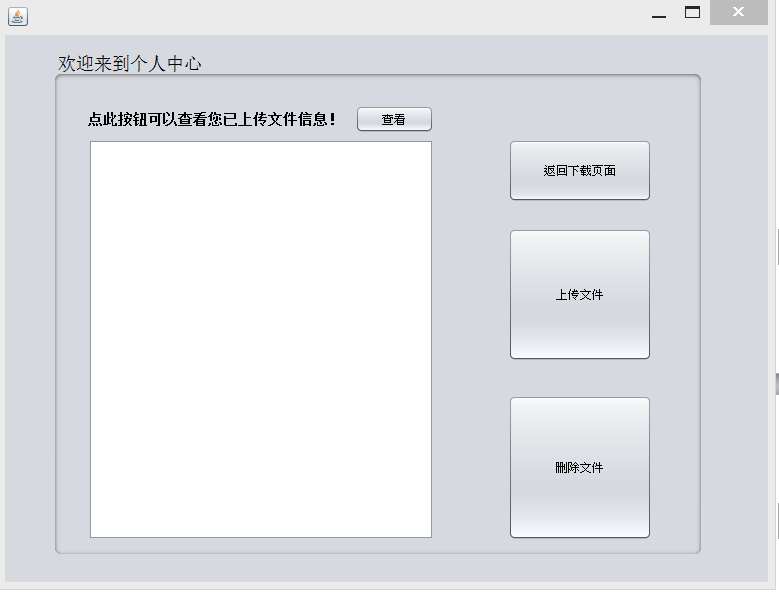 欢迎来到个人中心
点此按钮可以查看您已上传文件信息！
查看
返回下载页面
上传文件
删除文件